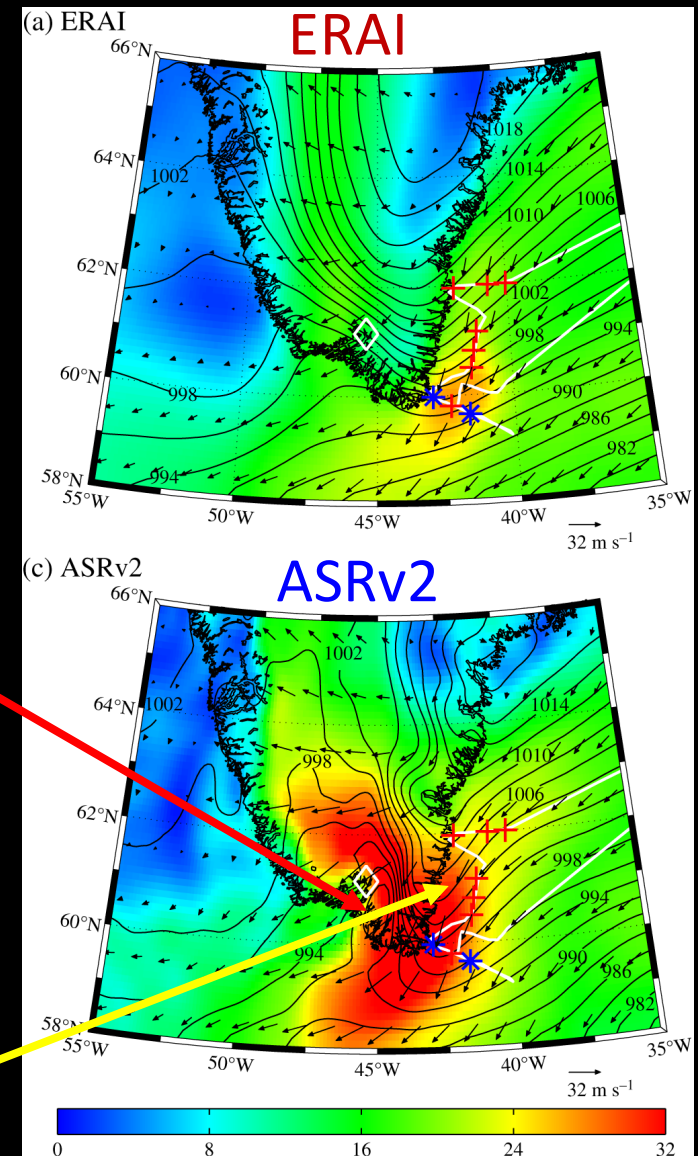 (a) ERAI
ERAI
66°N
1018
64°N
1014
1002
1006
1010
62°N
1002
998
994
60°N
998
990
986
982
58°N
994
55°W
50°W
45°W
40°W
35°W
32 m s⁻¹
(c) ASRv2
ASRv2
66°N
1002
64°N
1002
1014
998
1010
1006
62°N
998
994
60°N
994
990
986
982
58°N
55°W
50°W
45°W
40°W
35°W
32 m s⁻¹
0 8 16 24 32